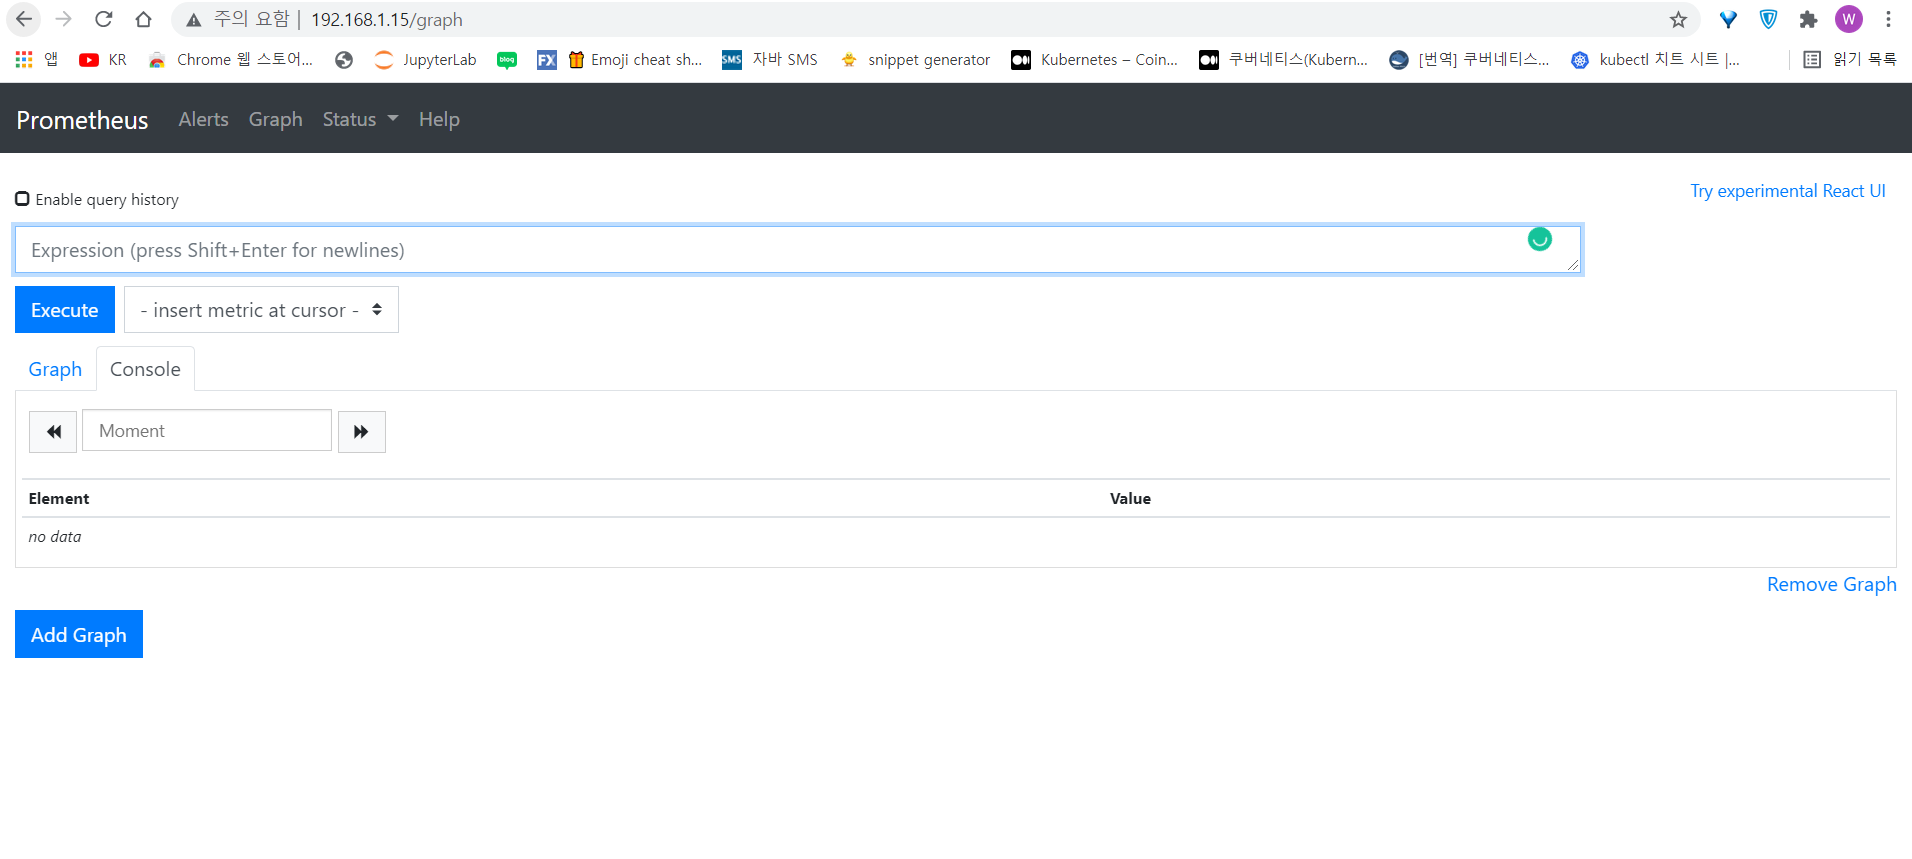 주의 요함 | 192.168.1.15/graph
앱 KR Chrome 웹 스토어... JupyterLab blog FX Emoji cheat sh... SMS 자바 SMS snippet generator Kubernetes – Coin... 쿠버네티스(Kubern... [번역] 쿠버네티스... kubectl 치트 시트 |... 읽기 목록
W
Prometheus Alerts Graph Status Help
Enable query history
Try experimental React UI
Expression (press Shift+Enter for newlines)
Execute - insert metric at cursor -
Graph Console
Moment
Element Value
no data
Remove Graph
Add Graph